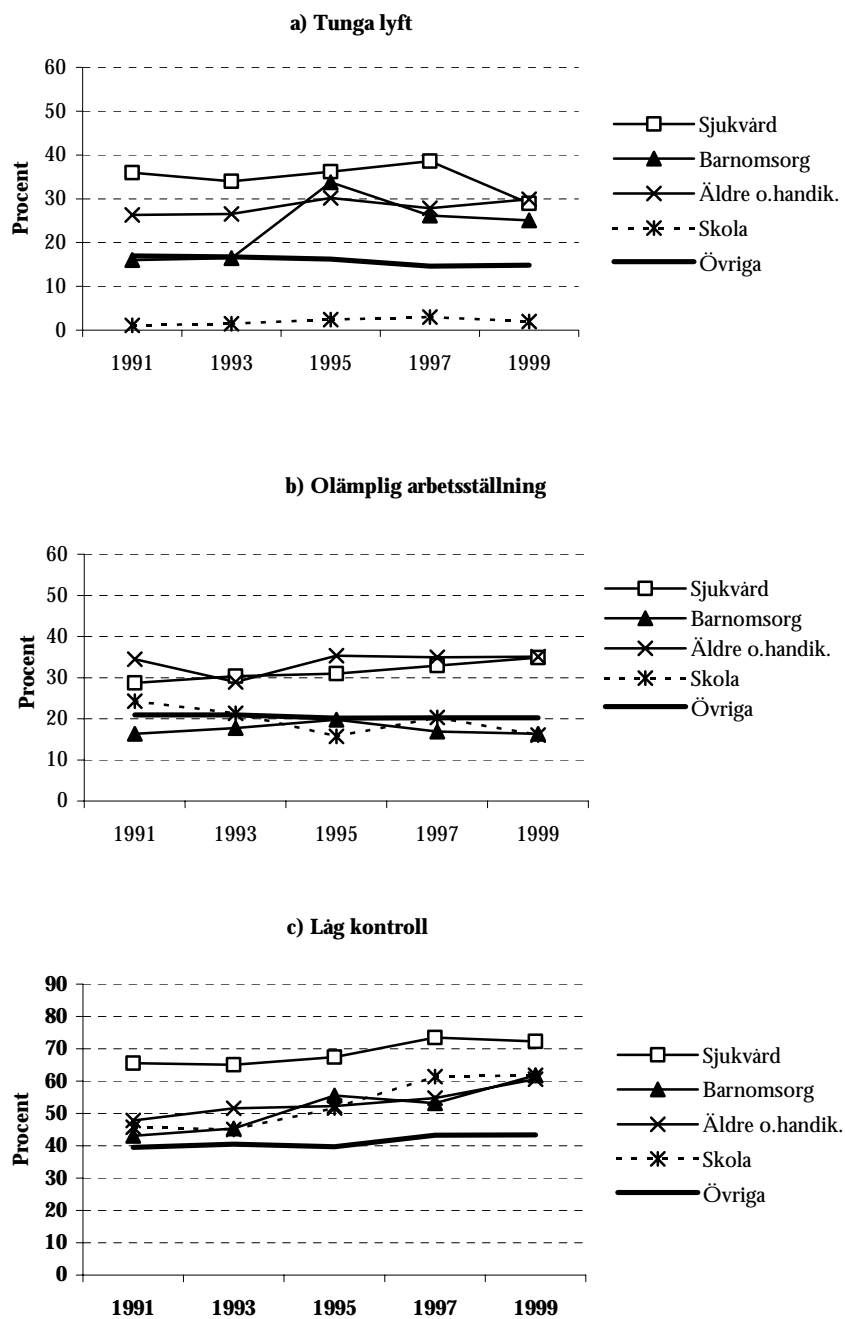 a) Tunga lyft
60
50
40
30
20
10
0
Procent
1991 1993 1995 1997 1999
Sjukvård
Barnomsorg
Äldre o.handik.
Skola
Övriga
b) Olämplig arbetsställning
60
50
40
30
20
10
0
Procent
1991 1993 1995 1997 1999
Sjukvård
Barnomsorg
Äldre o.handik.
Skola
Övriga
c) Låg kontroll
90
80
70
60
50
40
30
20
10
0
Procent
1991 1993 1995 1997 1999
Sjukvård
Barnomsorg
Äldre o.handik.
Skola
Övriga